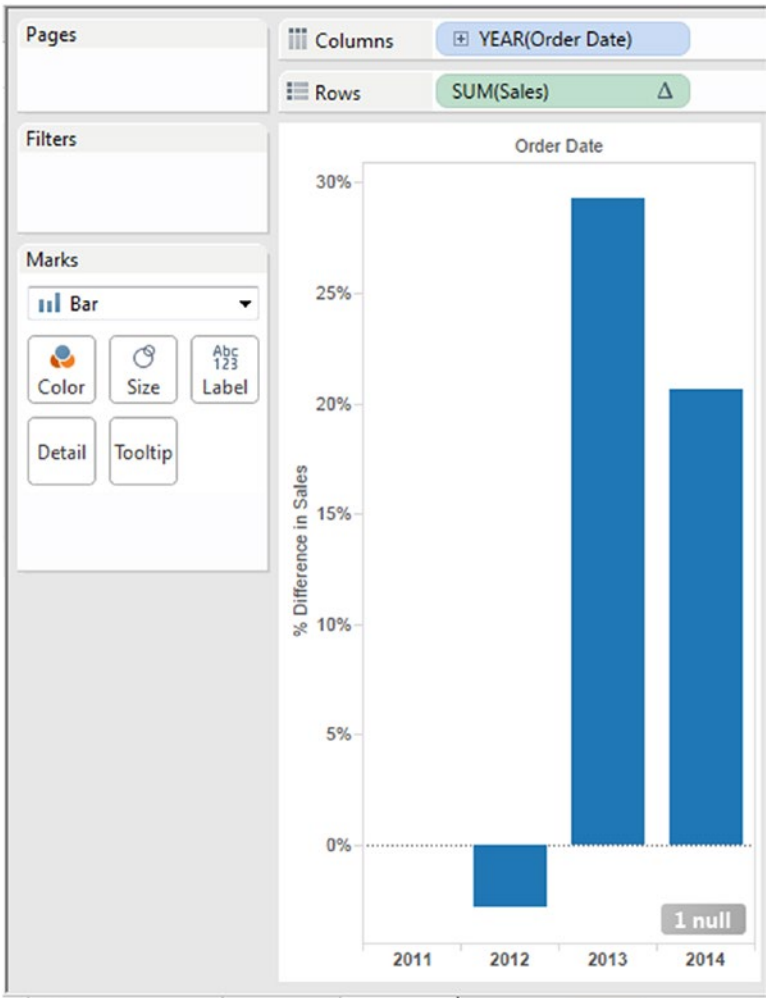 Pages
Columns
YEAR(Order Date)
Rows
SUM(Sales) Δ
Filters
Marks
Bar
Color
Size
Abc
123
Label
Detail
Tooltip
Order Date
% Difference in Sales
30%
25%
20%
15%
10%
5%
0%
1 null
2011 2012 2013 2014